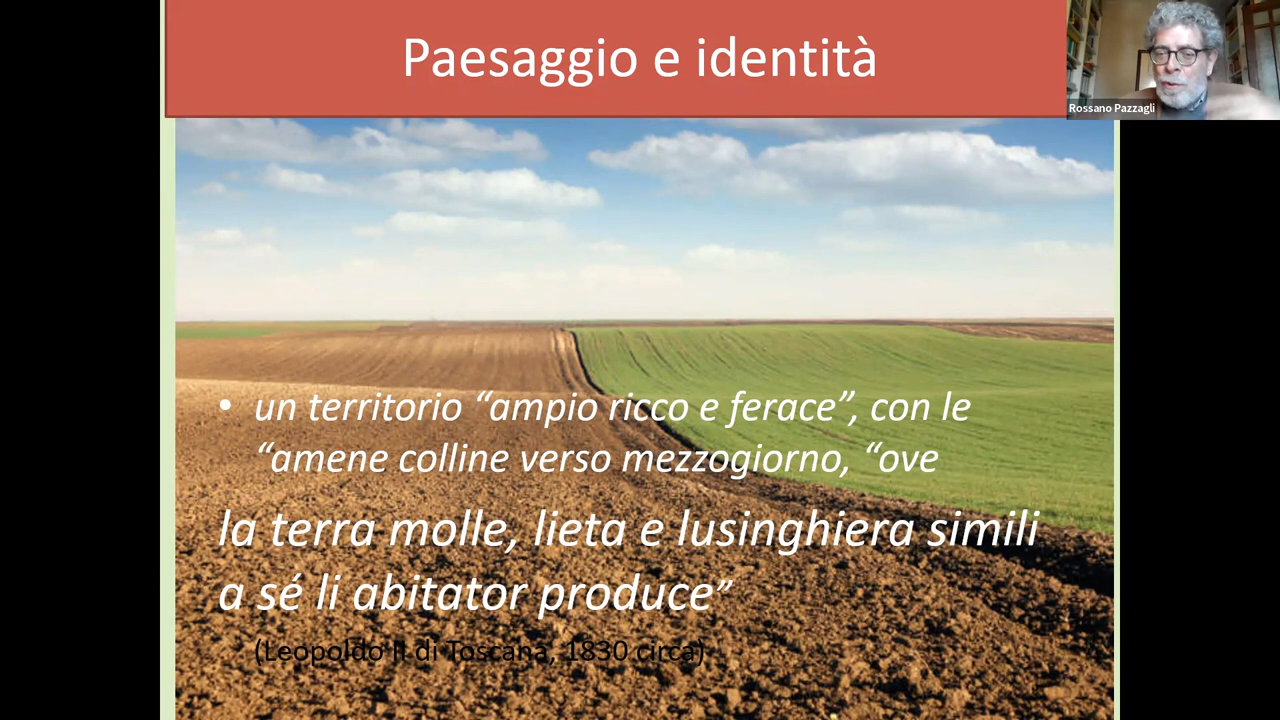 Paesaggio e identità
Rossano Pazzagli
• un territorio “ampio ricco e ferace”, con le
“amene colline verso mezzogiorno, “ove
la terra molle, lieta e lusinghiera simili
a sé li abitator produce”
(Leopoldo II di Toscana, 1830 circa)